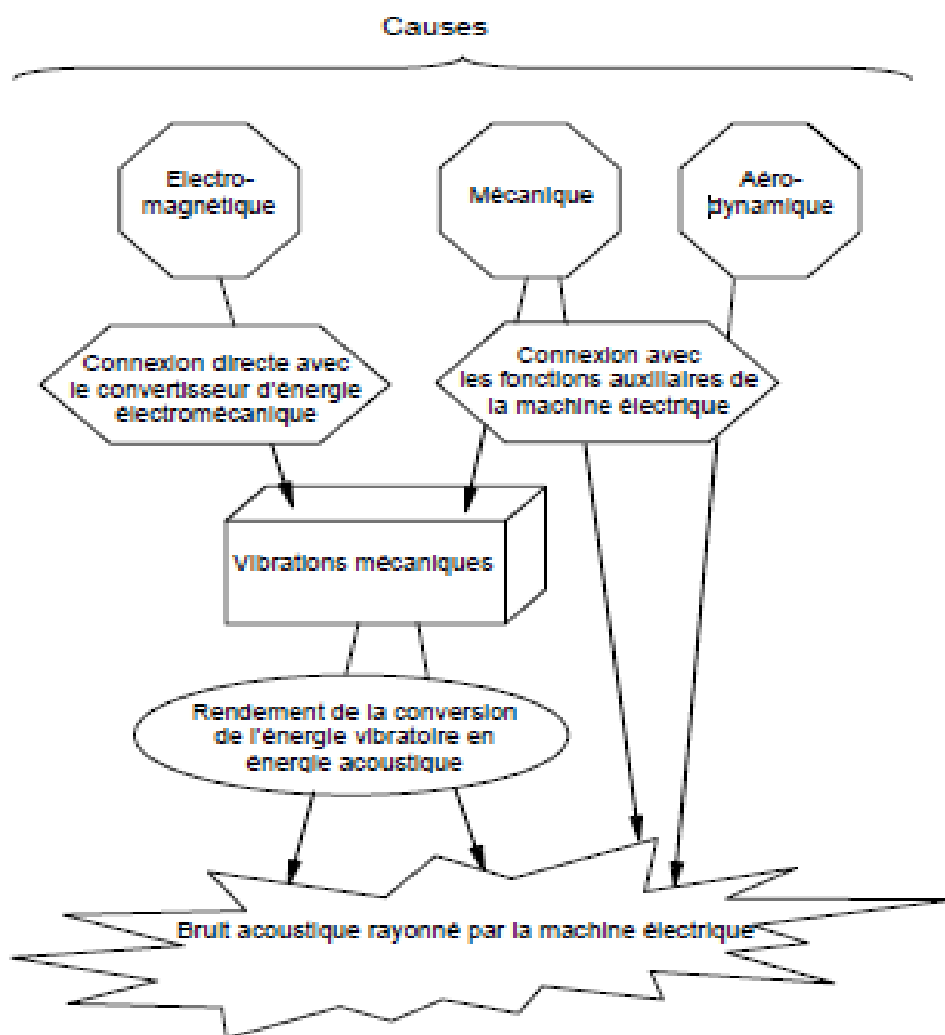 Causes
Electro-
magnétique
Mécanique
Aéro-
dynamique
Connexion directe avec
le convertisseur d'énergie
électromécanique
Connexion avec
les fonctions auxiliaires de
la machine électrique
Vibrations mécaniques
Rendement de la conversion
de l'énergie vibratoire en
énergie acoustique
Bruit acoustique rayonné par la machine électrique